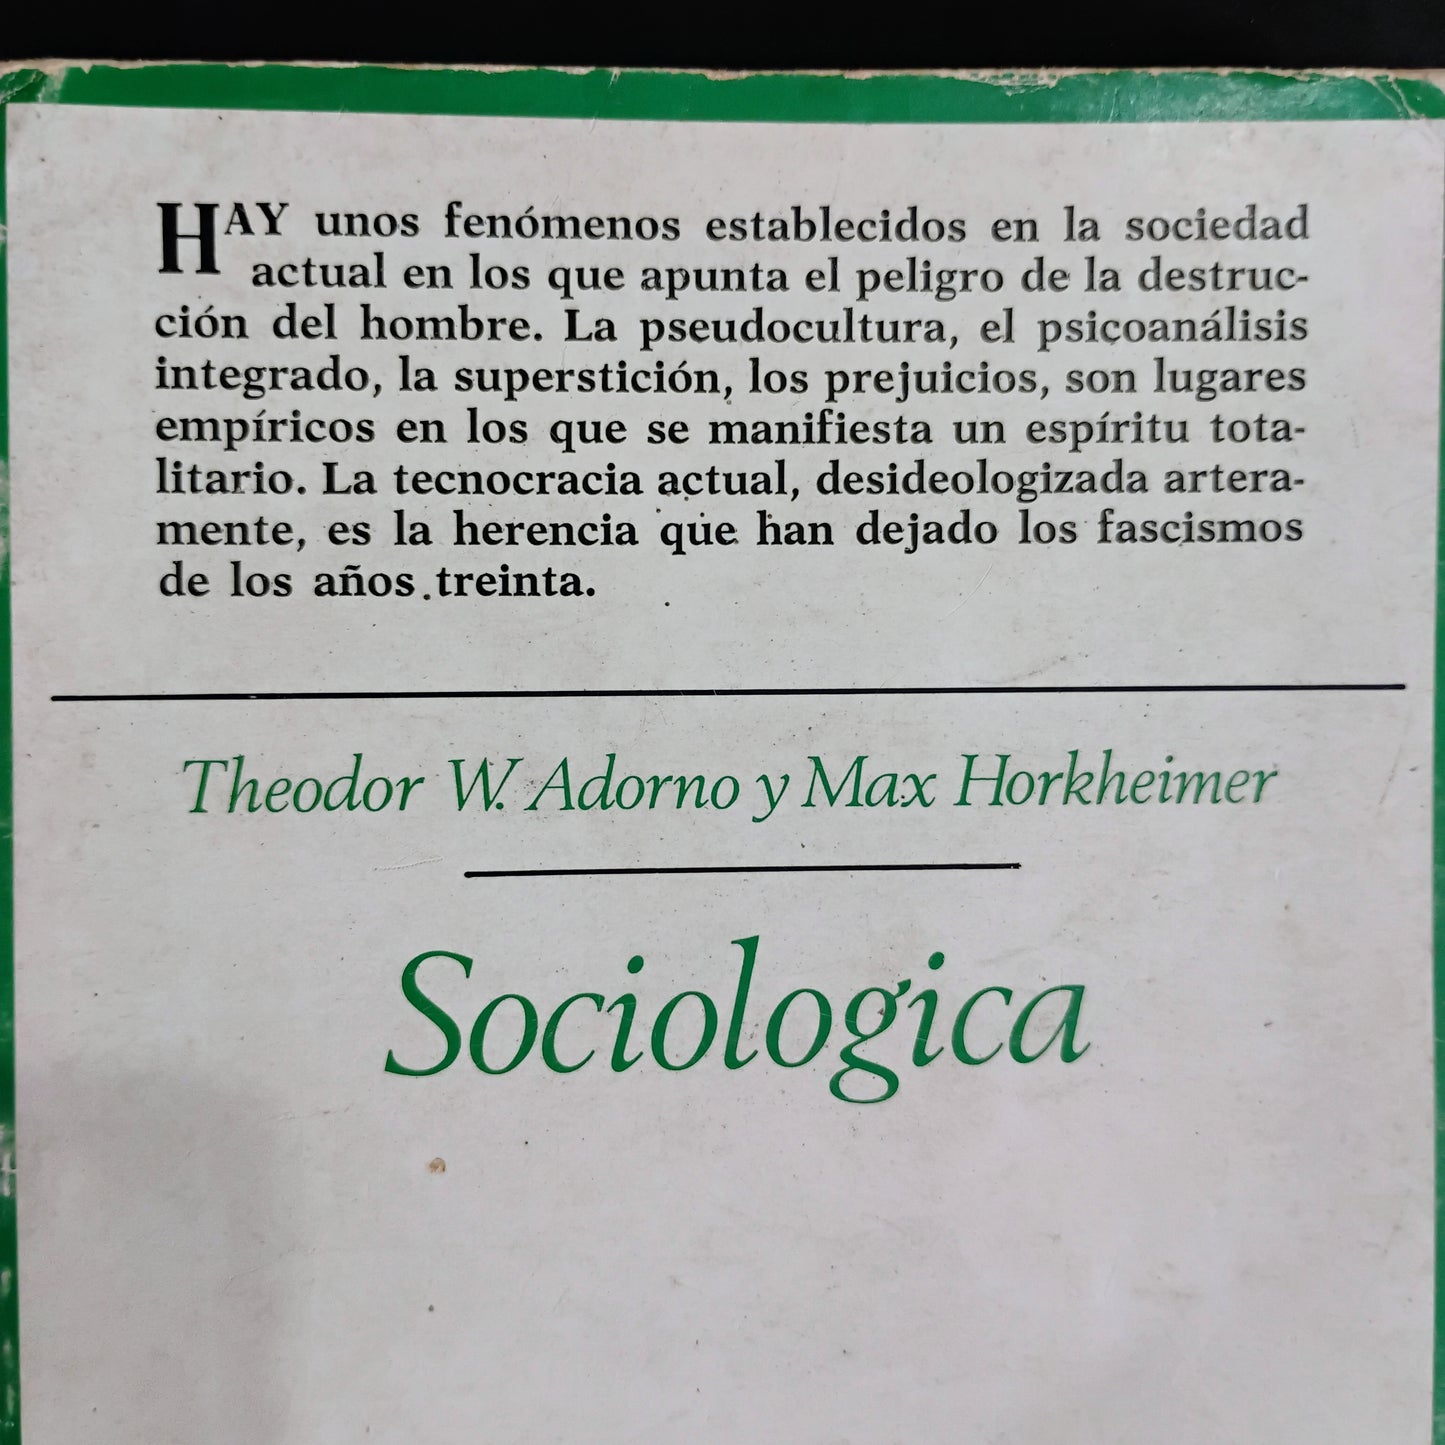 HAY unos fenómenos establecidos en la sociedad
actual en los que apunta el peligro de la destruc-
ción del hombre. La pseudocultura, el psicoanálisis
integrado, la superstición, los prejuicios, son lugares
empíricos en los que se manifiesta un espíritu tota-
litario. La tecnocracia actual, desideologizada artera-
mente, es la herencia que han dejado los fascismos
de los años treinta.
Theodor W. Adorno y Max Horkheimer
Sociologica